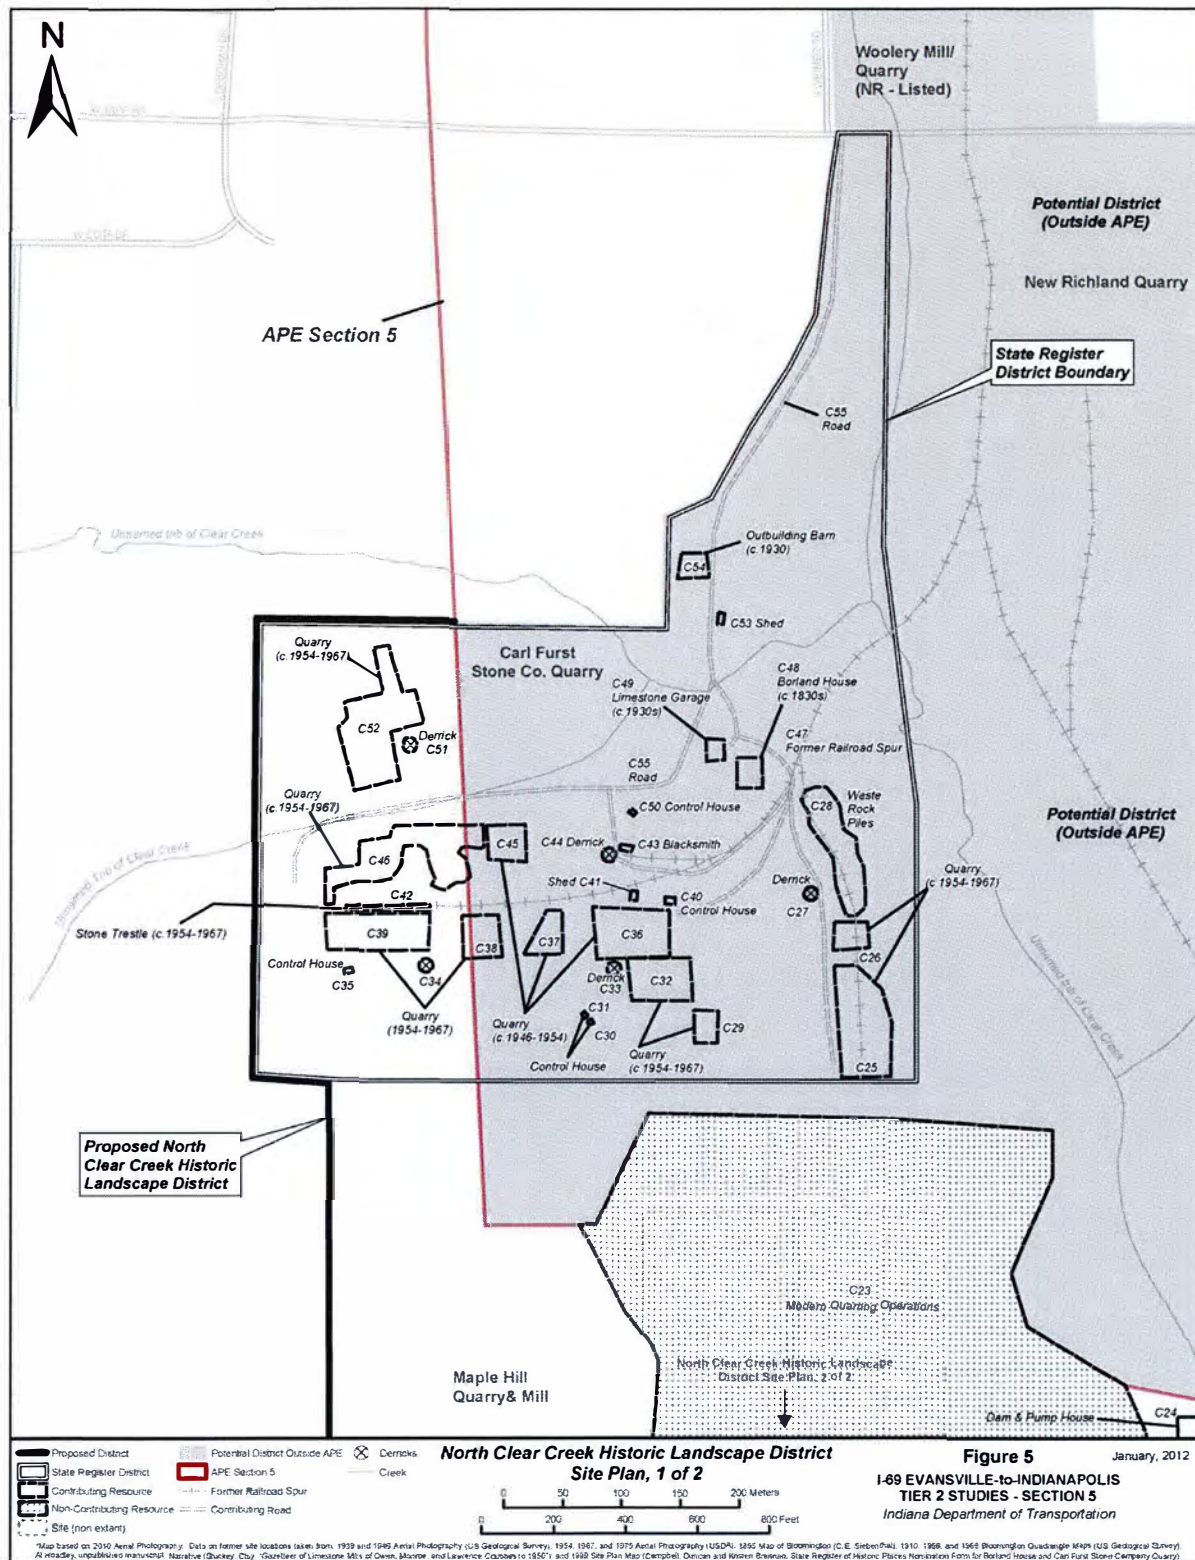 N
Woolery Mill/
Quarry
(NR - Listed)
Potential District
(Outside APE)
New Richland Quarry
APE Section 5
State Register
District Boundary
C55
Road
Unnamed trib of Clear Creek
Outbuilding Barn
(c.1930)
C54
C53 Shed
Quarry
(c.1954-1967)
Carl Furst
Stone Co. Quarry
C49
Limestone Garage
(c.1930s)
C48
Borland House
(c.1830s)
C52
Derrick
C51
C47
Former Railroad Spur
C55
Road
Quarry
(c.1954-1967)
C50 Control House
C28
Waste
Rock
Piles
Potential District
(Outside APE)
C45
C44 Derrick
C43 Blacksmith
C46
Unnamed Trib of Clear Creek
Quarry
(c 1954-1967)
Shed C41
C40
Control House
Derrick
C27
C42
Stone Trestle (c.1954-1967)
C39
C38
C37
C36
C26
Control House
C35
C34
Derrick
C33
C32
Unnamed trib of Clear Creek
Quarry
(1954-1967)
Quarry
(c.1946-1954)
C31
C30
C29
Control House
Quarry
(c 1954-1967)
C25
Proposed North
Clear Creek Historic
Landscape District
C23
Modern Quarrying Operations
Maple Hill
Quarry& Mill
North Clear Creek Historic Landscape
District Site Plan, 2 of 2
Dam & Pump House
C24
Proposed District
State Register District
Contributing Resource
Non-Contributing Resource
Site (non extant)
Potential District Outside APE
APE Section 5
Former Railroad Spur
Contributing Road
Derricks
Creek
North Clear Creek Historic Landscape District
Site Plan, 1 of 2
0 50 100 150 200 Meters
0 200 400 600 800 Feet
Figure 5
January, 2012
I-69 EVANSVILLE-to-INDIANAPOLIS
TIER 2 STUDIES - SECTION 5
Indiana Department of Transportation